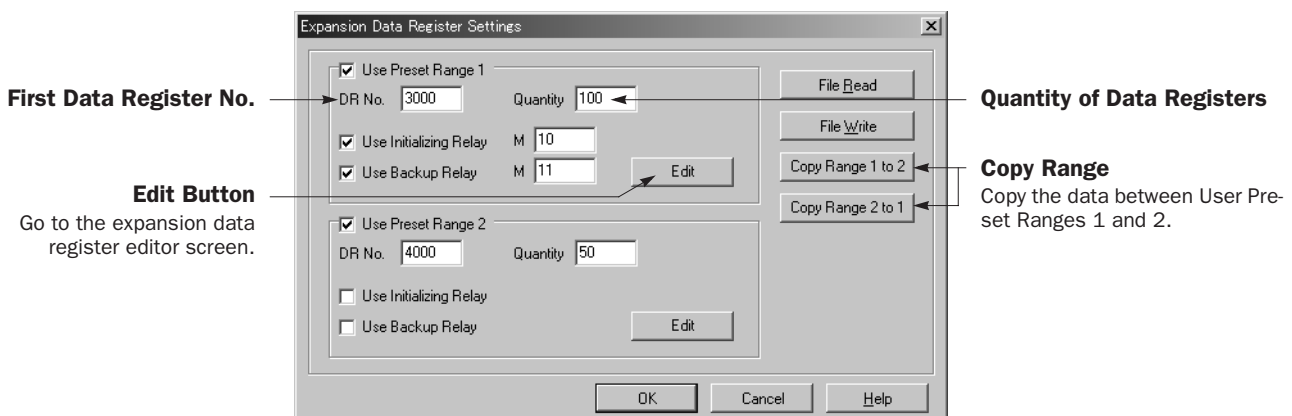 Expansion Data Register Settings
Use Preset Range 1
First Data Register No.
DR No. 3000 Quantity 100
Quantity of Data Registers
Use Initializing Relay M 10
Use Backup Relay M 11
Edit
File Read
File Write
Copy Range 1 to 2
Copy Range 2 to 1
Copy Range
Copy the data between User Pre-
set Ranges 1 and 2.
Edit Button
Go to the expansion data
register editor screen.
Use Preset Range 2
DR No. 4000 Quantity 50
Use Initializing Relay
Use Backup Relay
Edit
OK Cancel Help